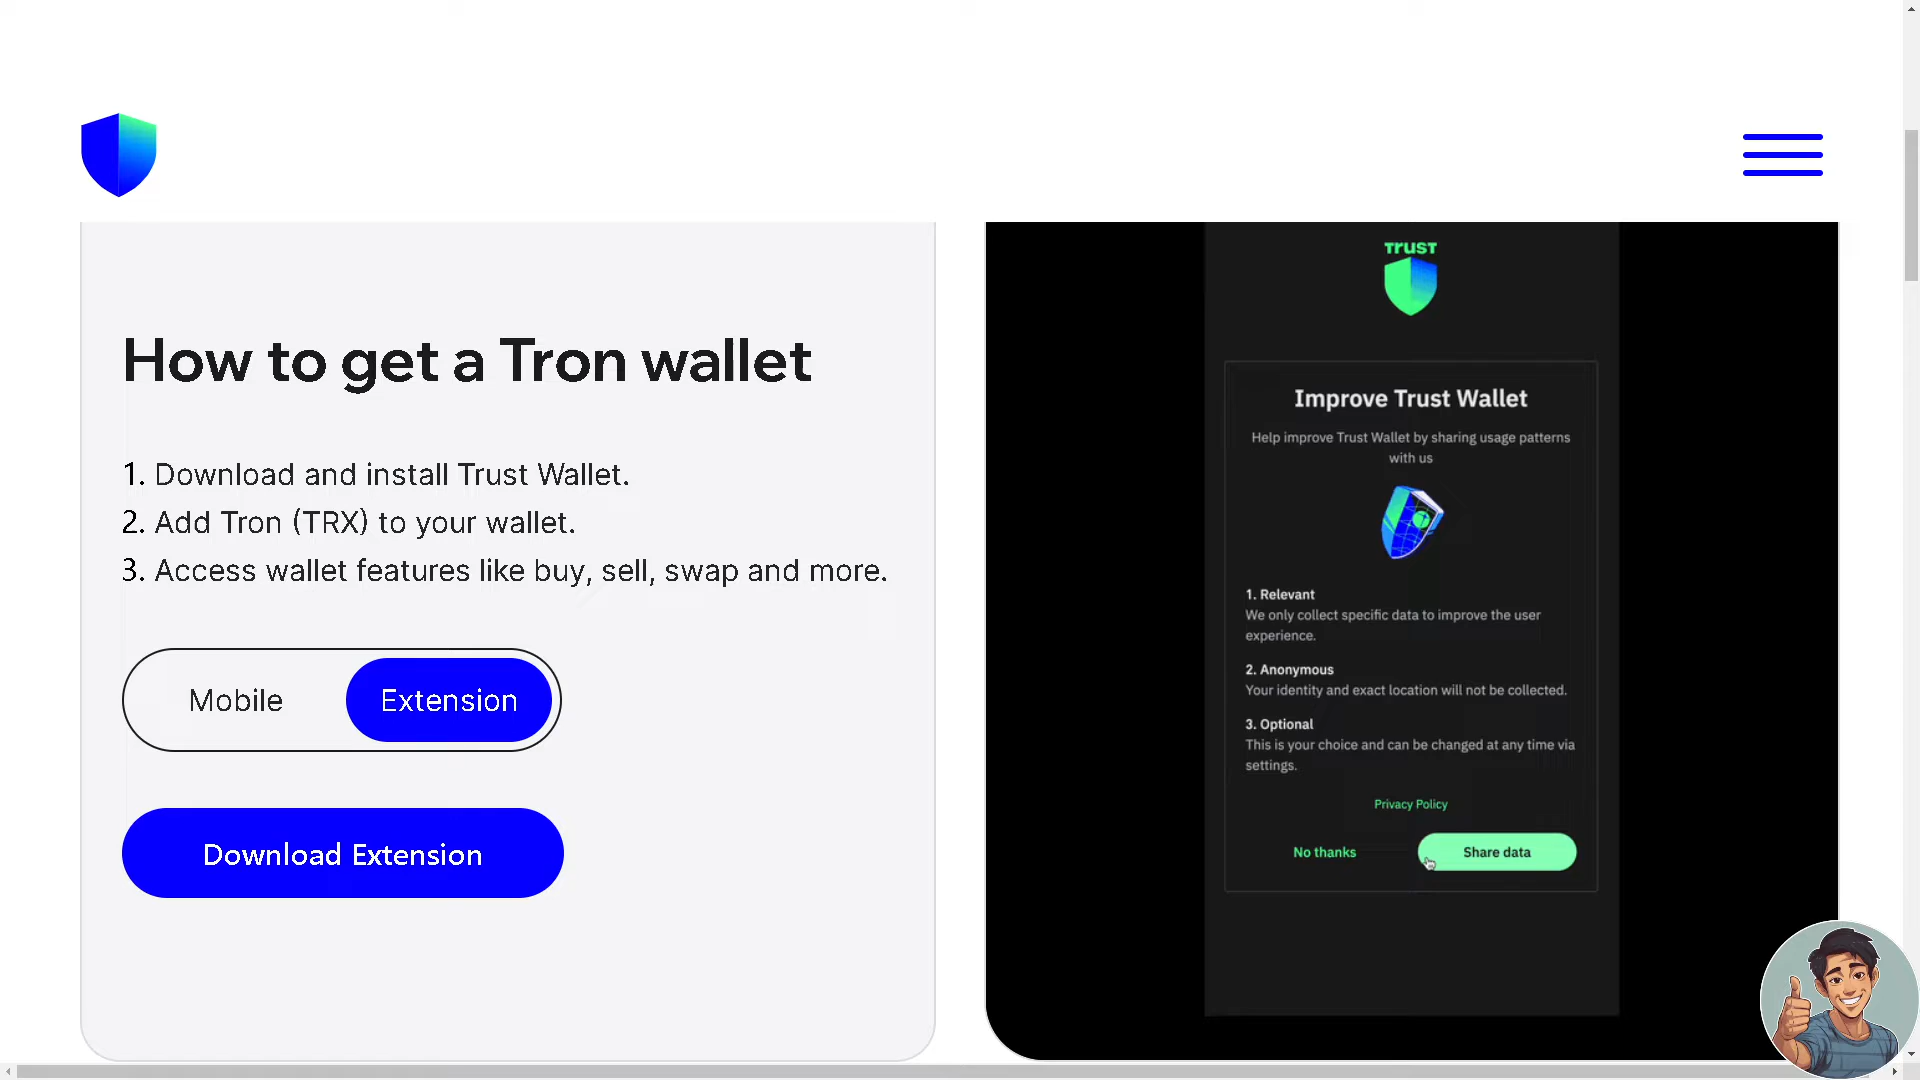 How to get a Tron wallet
1. Download and install Trust Wallet.
2. Add Tron (TRX) to your wallet.
3. Access wallet features like buy, sell, swap and more.
Mobile
Extension
Download Extension
TRUST
Improve Trust Wallet
Help improve Trust Wallet by sharing usage patterns
with us
1. Relevant
We only collect specific data to improve the user
experience.
2. Anonymous
Your identity and exact location will not be collected.
3. Optional
This is your choice and can be changed at any time via
settings.
Privacy Policy
No thanks
Share data